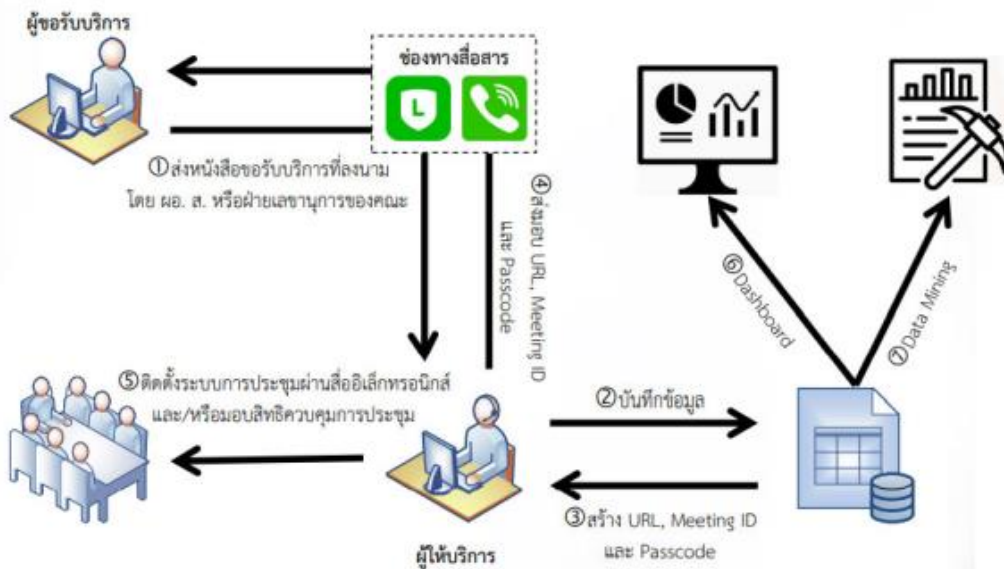 ผู้ขอรับบริการ
ช่องทางสื่อสาร
L
①ส่งหนังสือขอรับบริการที่ลงนาม
โดย ผอ. ส. หรือฝ่ายเลขานุการของคณะ
④ส่งมอบ URL, Meeting ID
และ Passcode
⑥Dashboard
⑦Data Mining
⑤ติดตั้งระบบการประชุมผ่านสื่ออิเล็กทรอนิกส์
และ/หรือมอบสิทธิควบคุมการประชุม
②บันทึกข้อมูล
③สร้าง URL, Meeting ID
และ Passcode
ผู้ให้บริการ